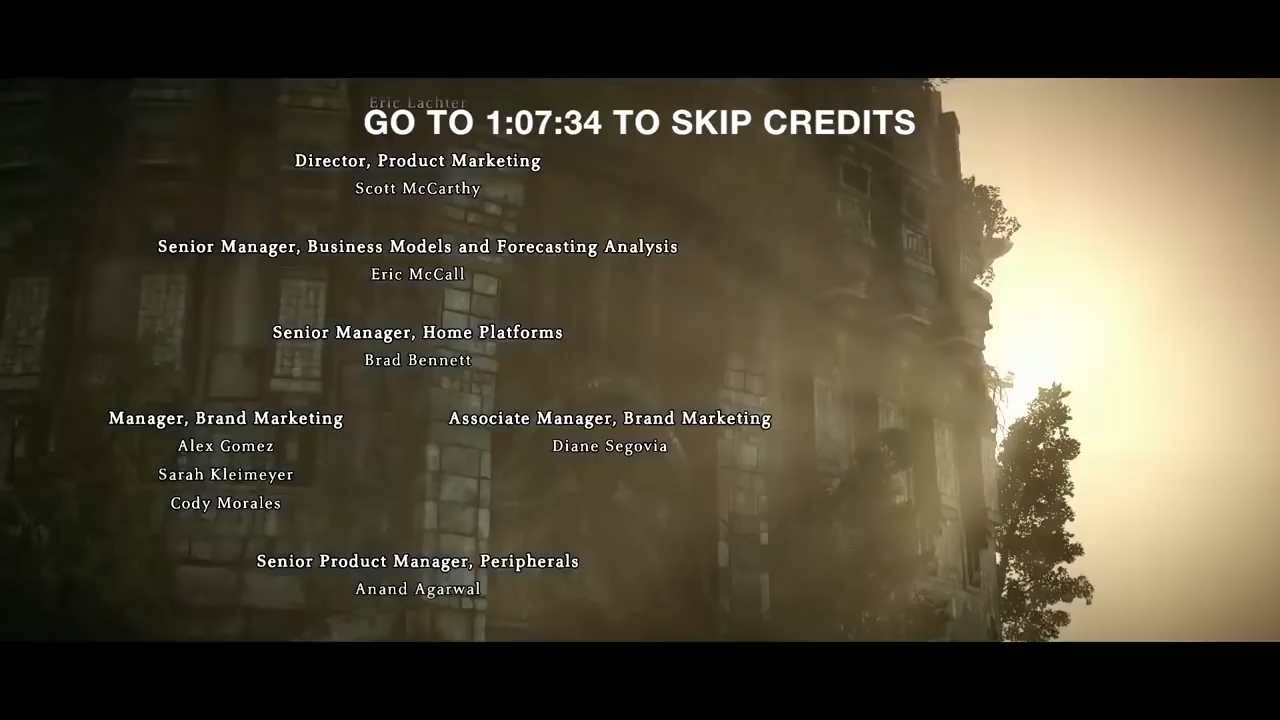 Eric Lachter
GO TO 1:07:34 TO SKIP CREDITS
Director, Product Marketing
Scott McCarthy
Senior Manager, Business Models and Forecasting Analysis
Eric McCall
Senior Manager, Home Platforms
Brad Bennett
Manager, Brand Marketing
Alex Gomez
Sarah Kleimeyer
Cody Morales
Associate Manager, Brand Marketing
Diane Segovia
Senior Product Manager, Peripherals
Anand Agarwal